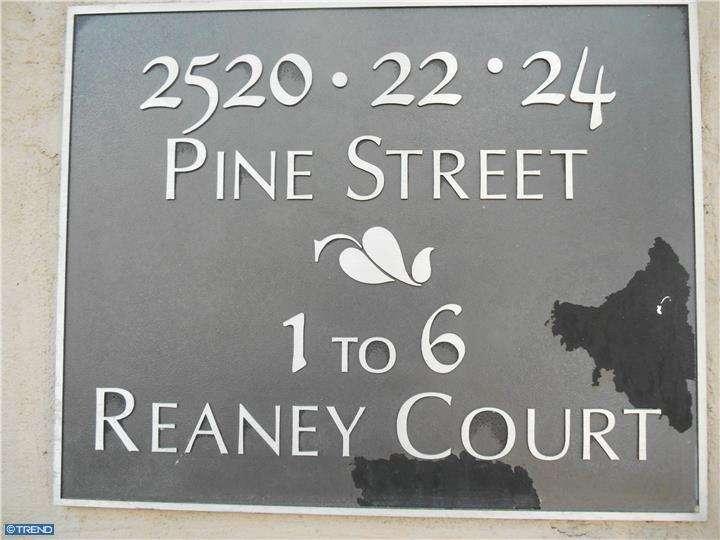 2520 · 22 · 24
PINE STREET
1 TO 6
REANEY COURT
©TREND